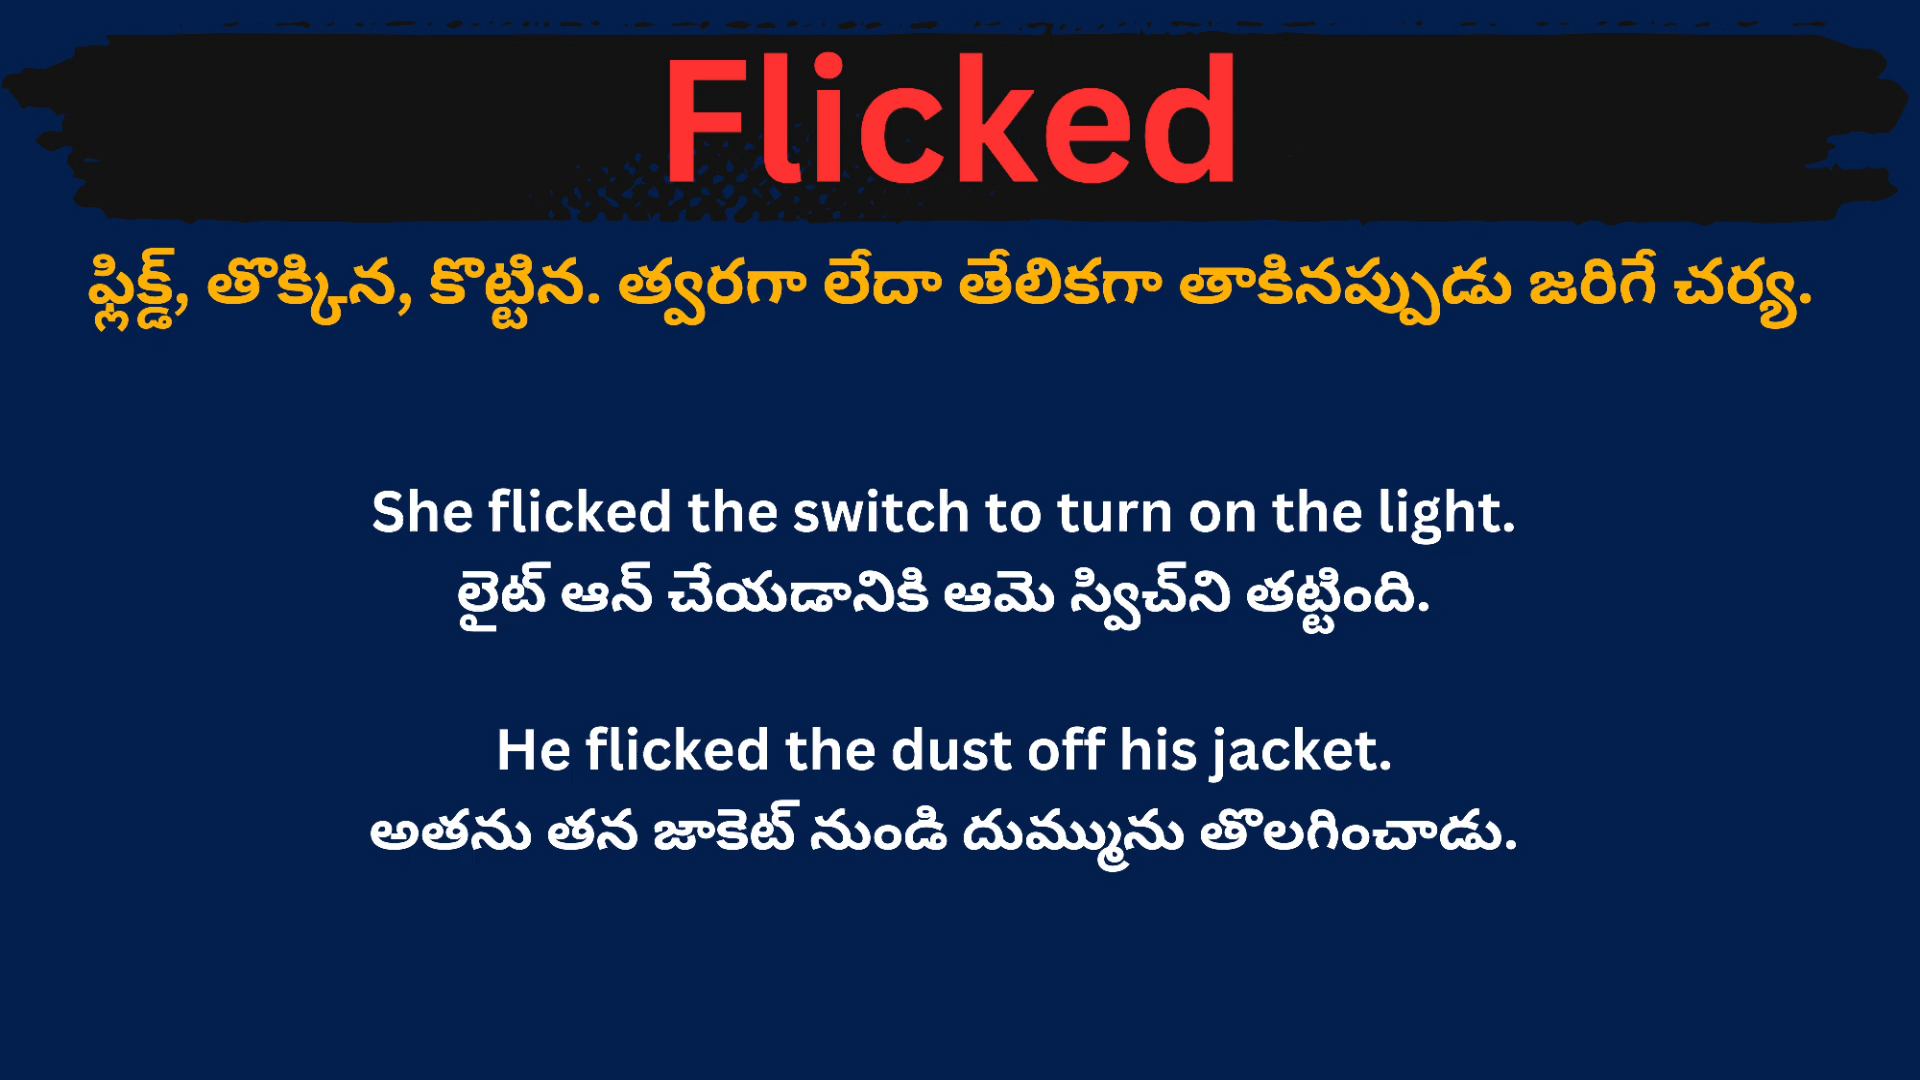 Flicked
ఫ్లిక్డ్, తొక్కిన, కొట్టిన. త్వరగా లేదా తేలికగా తాకినప్పుడు జరిగే చర్య.
She flicked the switch to turn on the light.
లైట్ ఆన్ చేయడానికి ఆమె స్విచ్‌ని తట్టింది.
He flicked the dust off his jacket.
అతను తన జాకెట్ నుండి దుమ్మును తొలగించాడు.